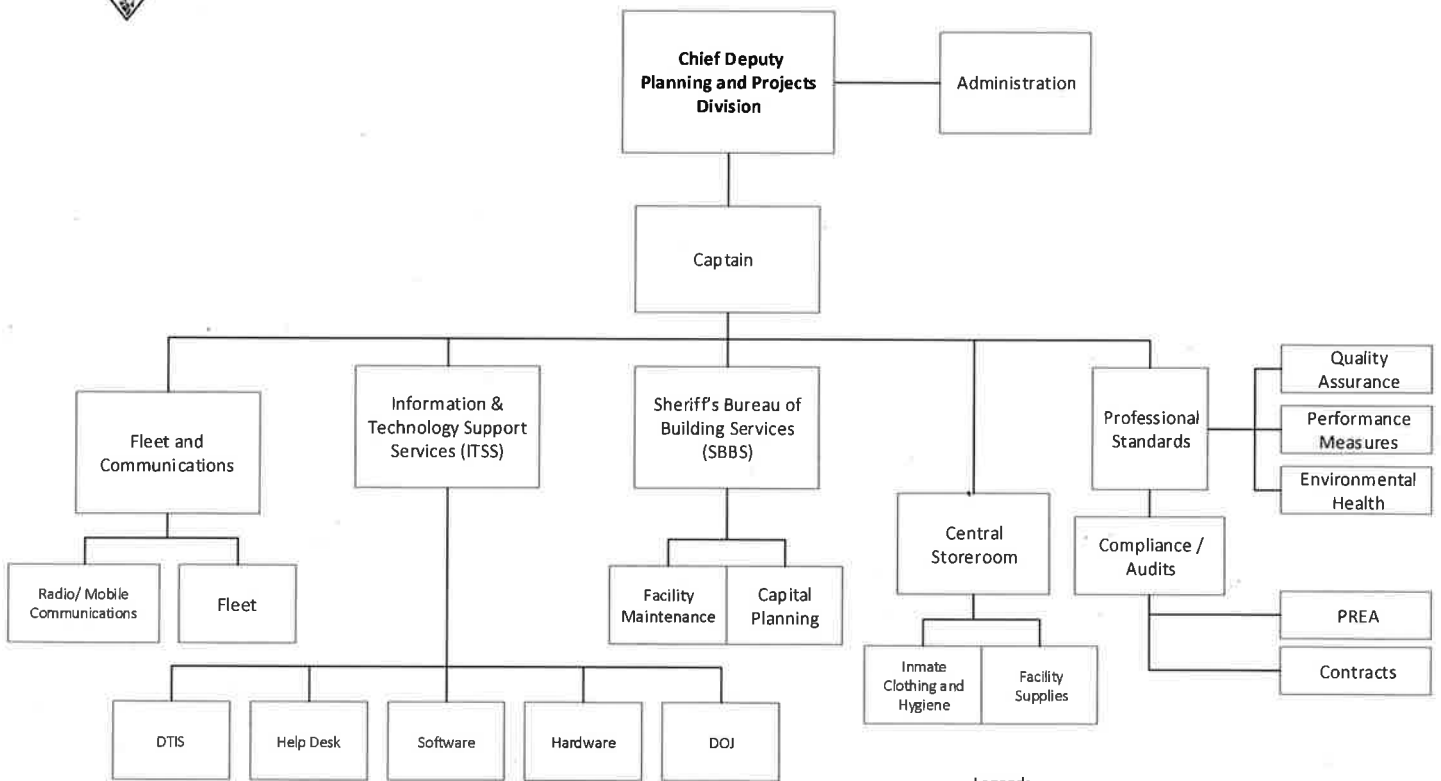 Chief Deputy
Planning and Projects
Division
Administration
Captain
Fleet and
Communications
Information &
Technology Support
Services (ITSS)
Sheriff's Bureau of
Building Services
(SBBS)
Central
Storeroom
Professional
Standards
Quality
Assurance
Performance
Measures
Environmental
Health
Compliance /
Audits
PREA
Contracts
Radio/ Mobile
Communications
Fleet
Facility
Maintenance
Capital
Planning
Inmate
Clothing and
Hygiene
Facility
Supplies
DTIS
Help Desk
Software
Hardware
DOJ